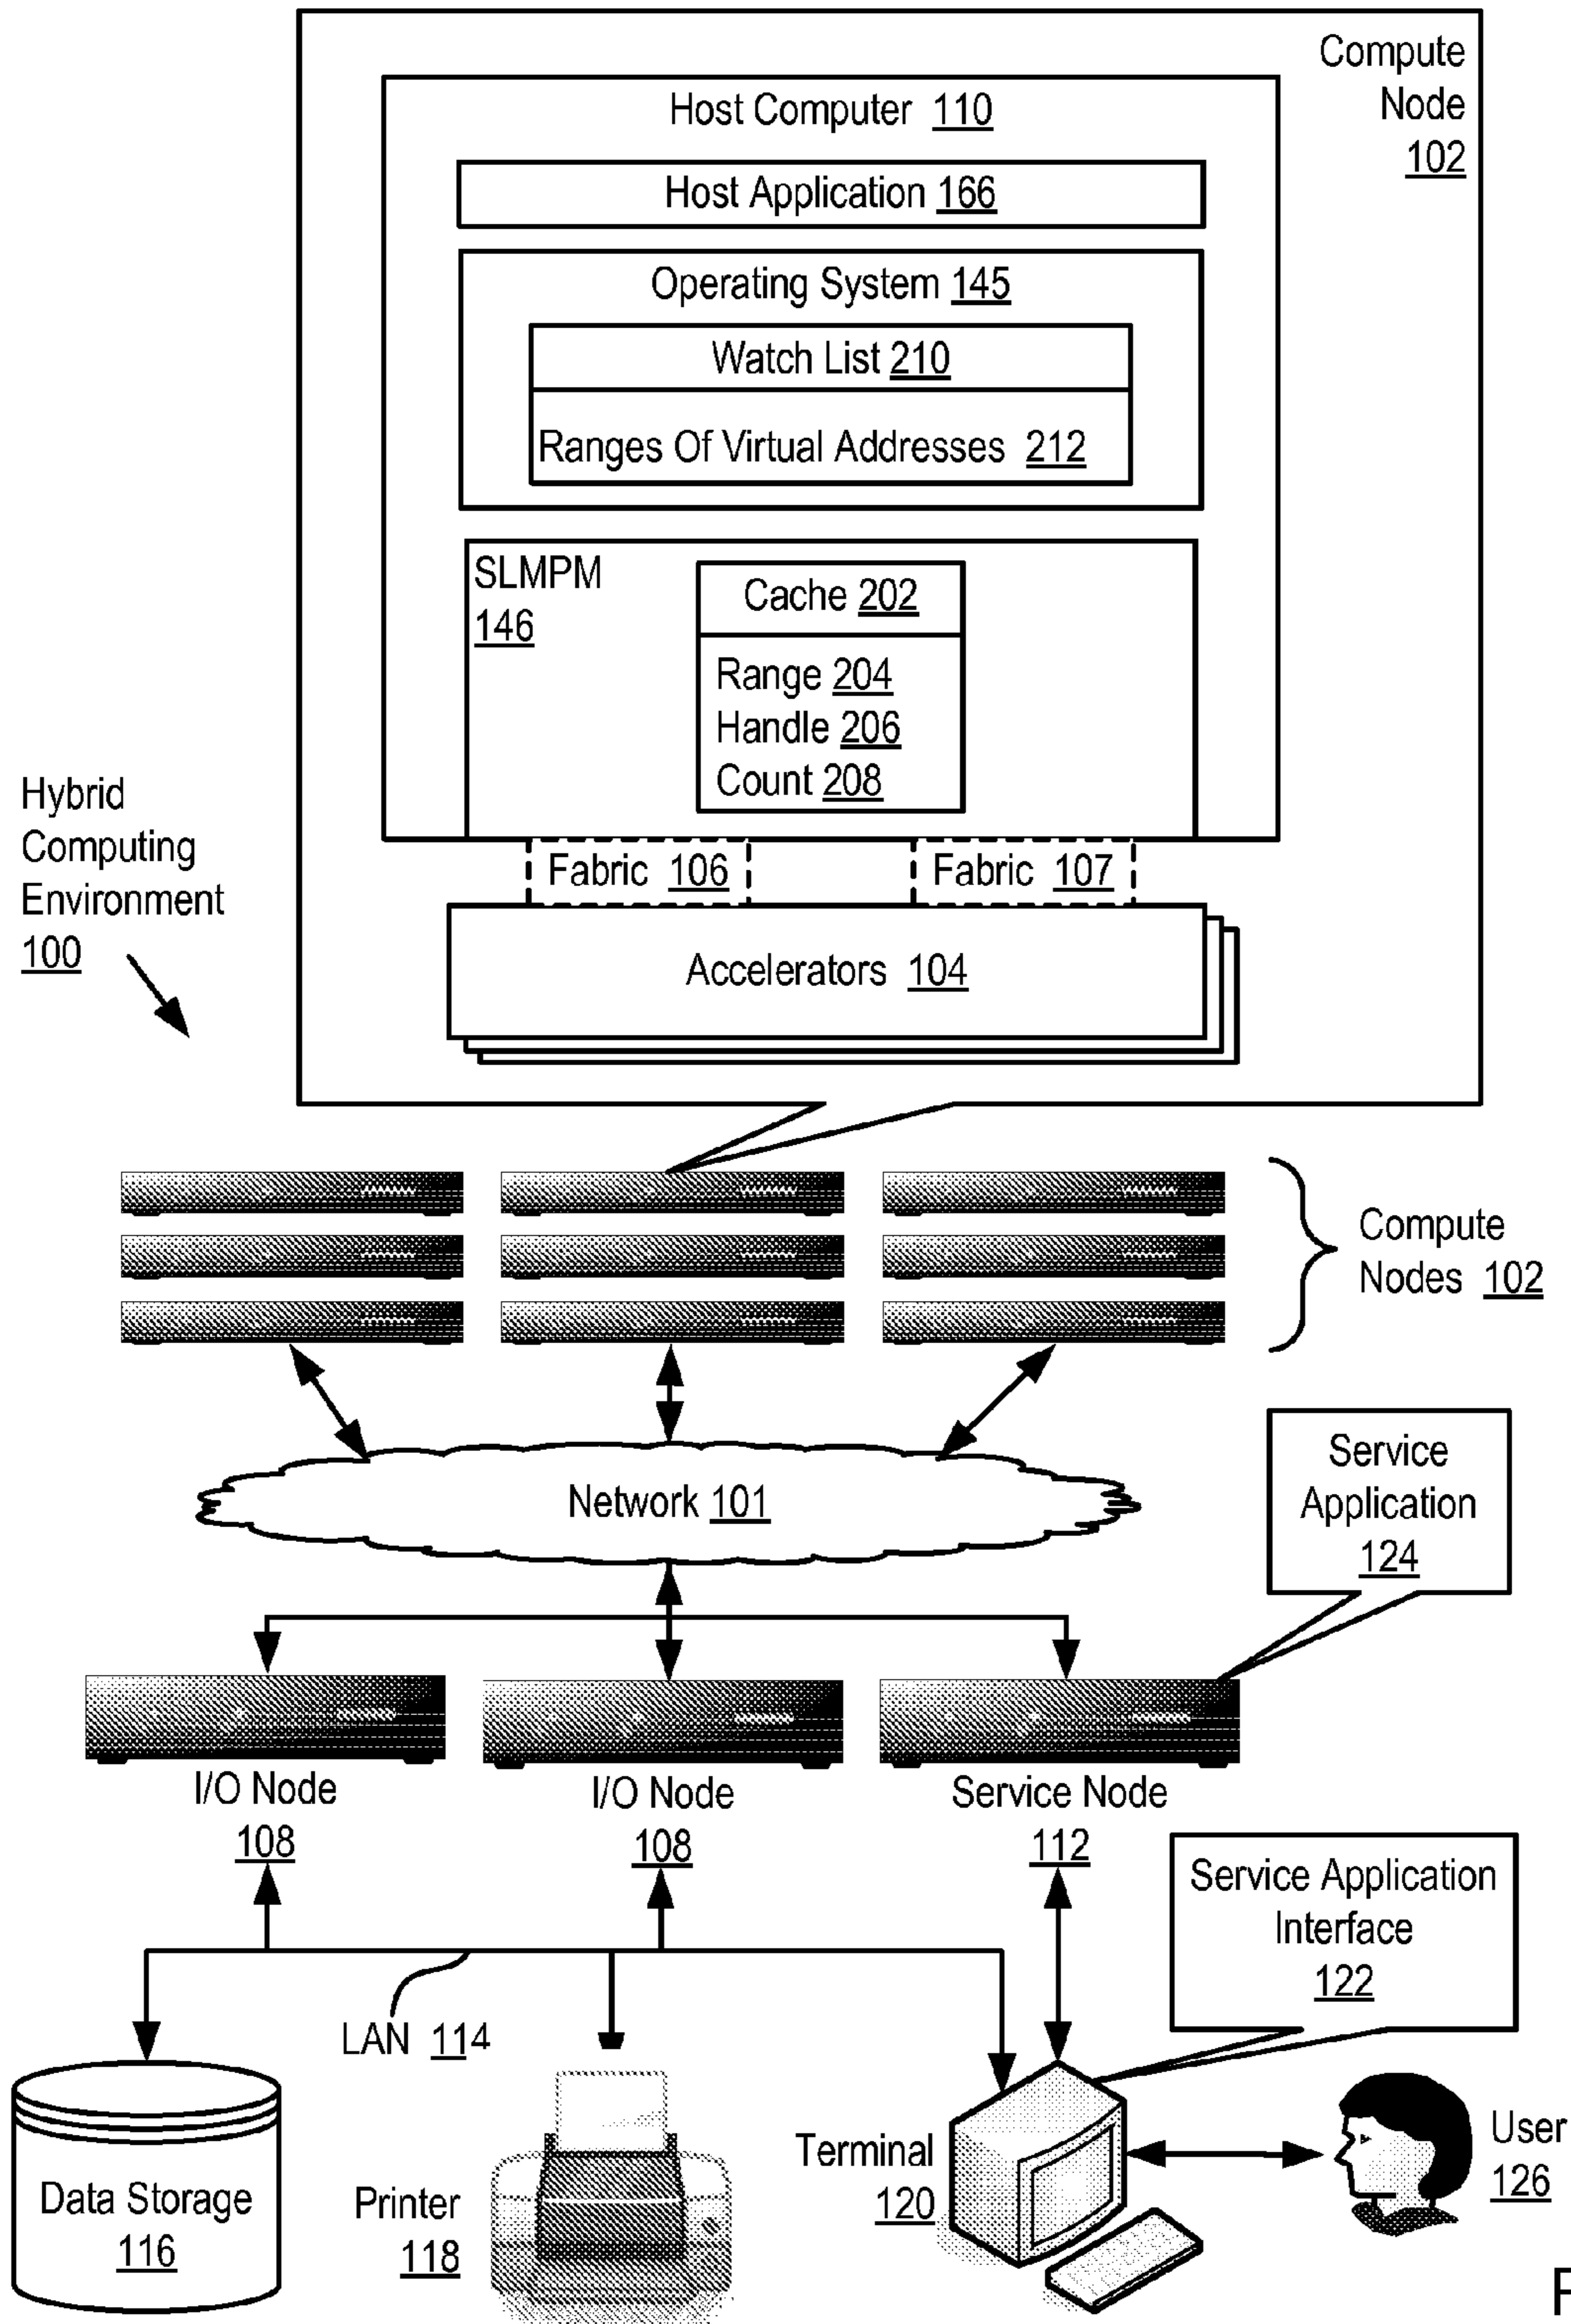 Compute
Node
102
Host Computer 110
Host Application 166
Operating System 145
Watch List 210
Ranges Of Virtual Addresses 212
SLMPM
146
Cache 202
Range 204
Handle 206
Count 208
Fabric 106
Fabric 107
Accelerators 104
Hybrid
Computing
Environment
100
Compute
Nodes 102
Network 101
Service
Application
124
I/O Node
108
I/O Node
108
Service Node
112
Service Application
Interface
122
LAN 114
Data Storage
116
Printer
118
Terminal
120
User
126